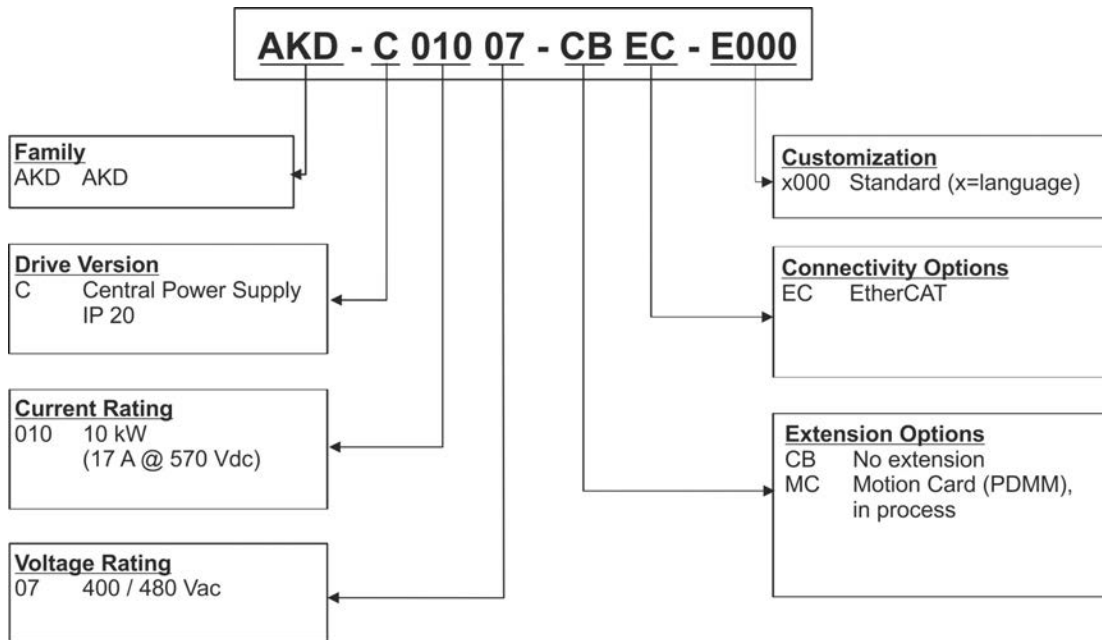 AKD - C 010 07 - CB EC - E000
Family
AKD AKD
Drive Version
C Central Power Supply
IP 20
Current Rating
010 10 kW
(17 A @ 570 Vdc)
Voltage Rating
07 400 / 480 Vac
Customization
x000 Standard (x=language)
Connectivity Options
EC EtherCAT
Extension Options
CB No extension
MC Motion Card (PDMM),
in process